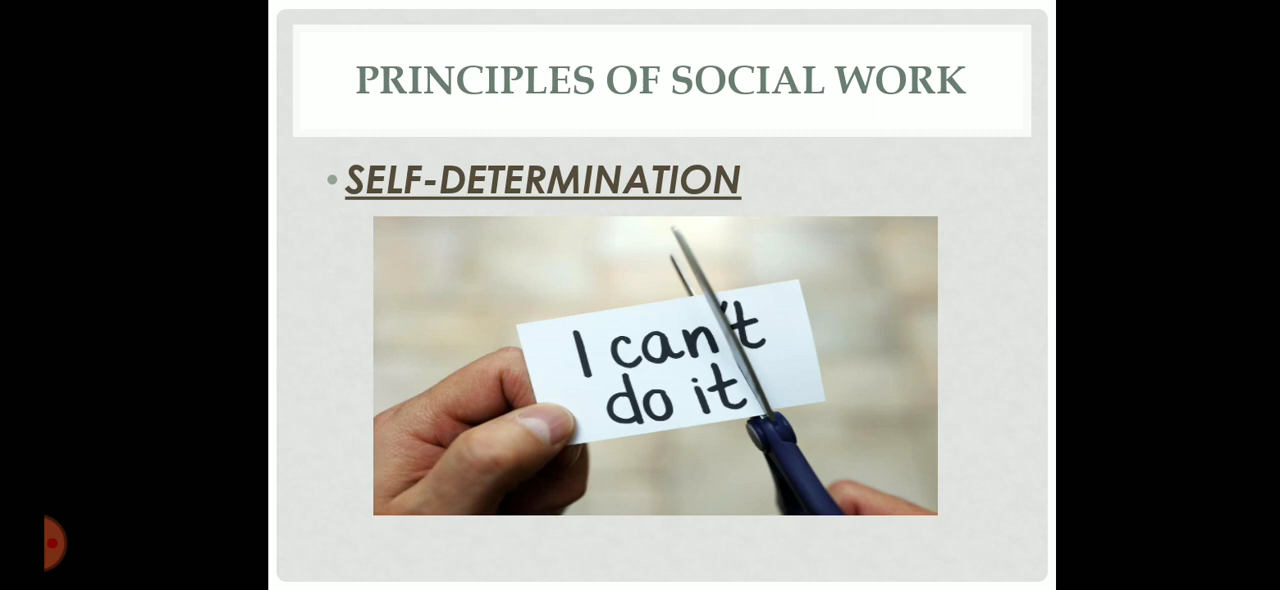 PRINCIPLES OF SOCIAL WORK
• SELF-DETERMINATION
I can't
do it